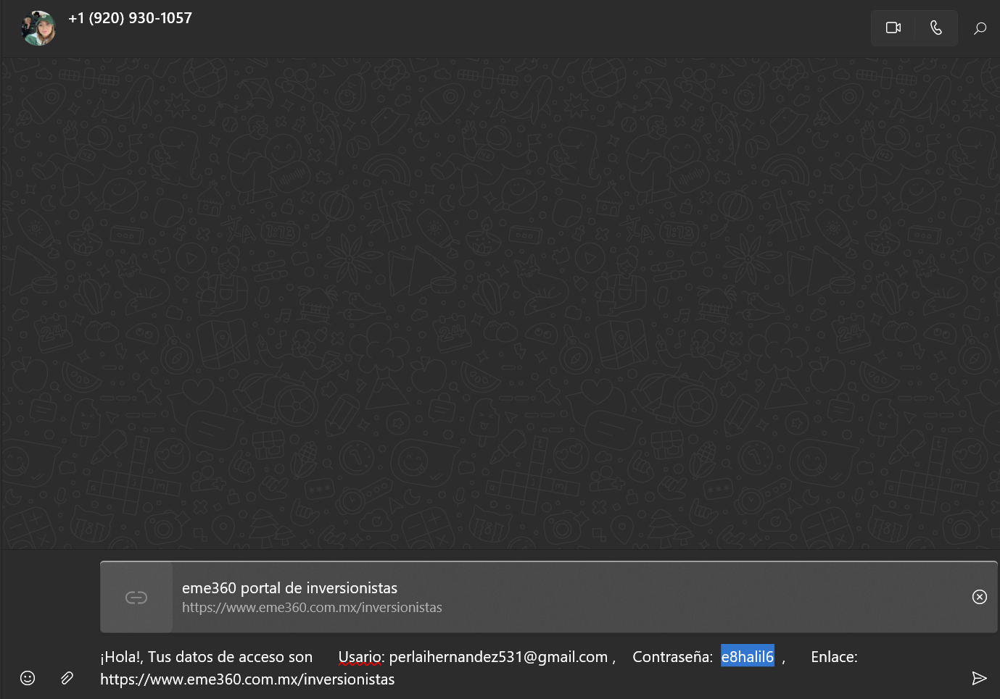 +1 (920) 930-1057
eme360 portal de inversionistas
https://www.eme360.com.mx/inversionistas
¡Hola!, Tus datos de acceso son Usario: perlaihernandez531@gmail.com , Contraseña: e8halil6 , Enlace:
https://www.eme360.com.mx/inversionistas